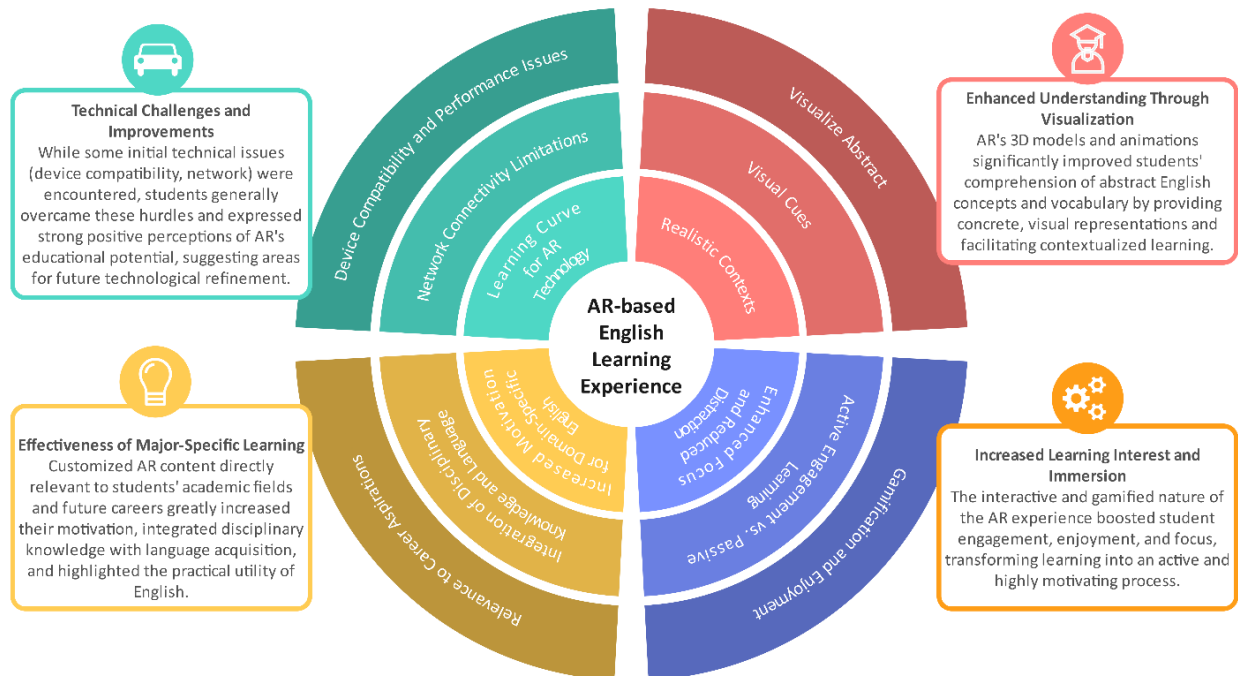 Technical Challenges and
Improvements
While some initial technical issues
(device compatibility, network) were
encountered, students generally
overcame these hurdles and expressed
strong positive perceptions of AR's
educational potential, suggesting areas
for future technological refinement.
Device Compatibility and Performance Issues
Network Connectivity Limitations
Learning Curve
for AR
Technology
Visualize Abstract
Visual Cues
Realistic Contexts
Enhanced Understanding Through
Visualization
AR's 3D models and animations
significantly improved students'
comprehension of abstract English
concepts and vocabulary by providing
concrete, visual representations and
facilitating contextualized learning.
AR-based
English
Learning
Experience
Effectiveness of Major-Specific Learning
Customized AR content directly
relevant to students' academic fields
and future careers greatly increased
their motivation, integrated disciplinary
knowledge with language acquisition,
and highlighted the practical utility of
English.
Relevance to Career Aspirations
Integration of Disciplinary
Knowledge and Language
Increased Motivation
for Domain-Specific
English
Enhanced Focus
and Reduced
Distraction
Active Engagement vs. Passive
Learning
Gamification and Enjoyment
Increased Learning Interest and
Immersion
The interactive and gamified nature of
the AR experience boosted student
engagement, enjoyment, and focus,
transforming learning into an active and
highly motivating process.